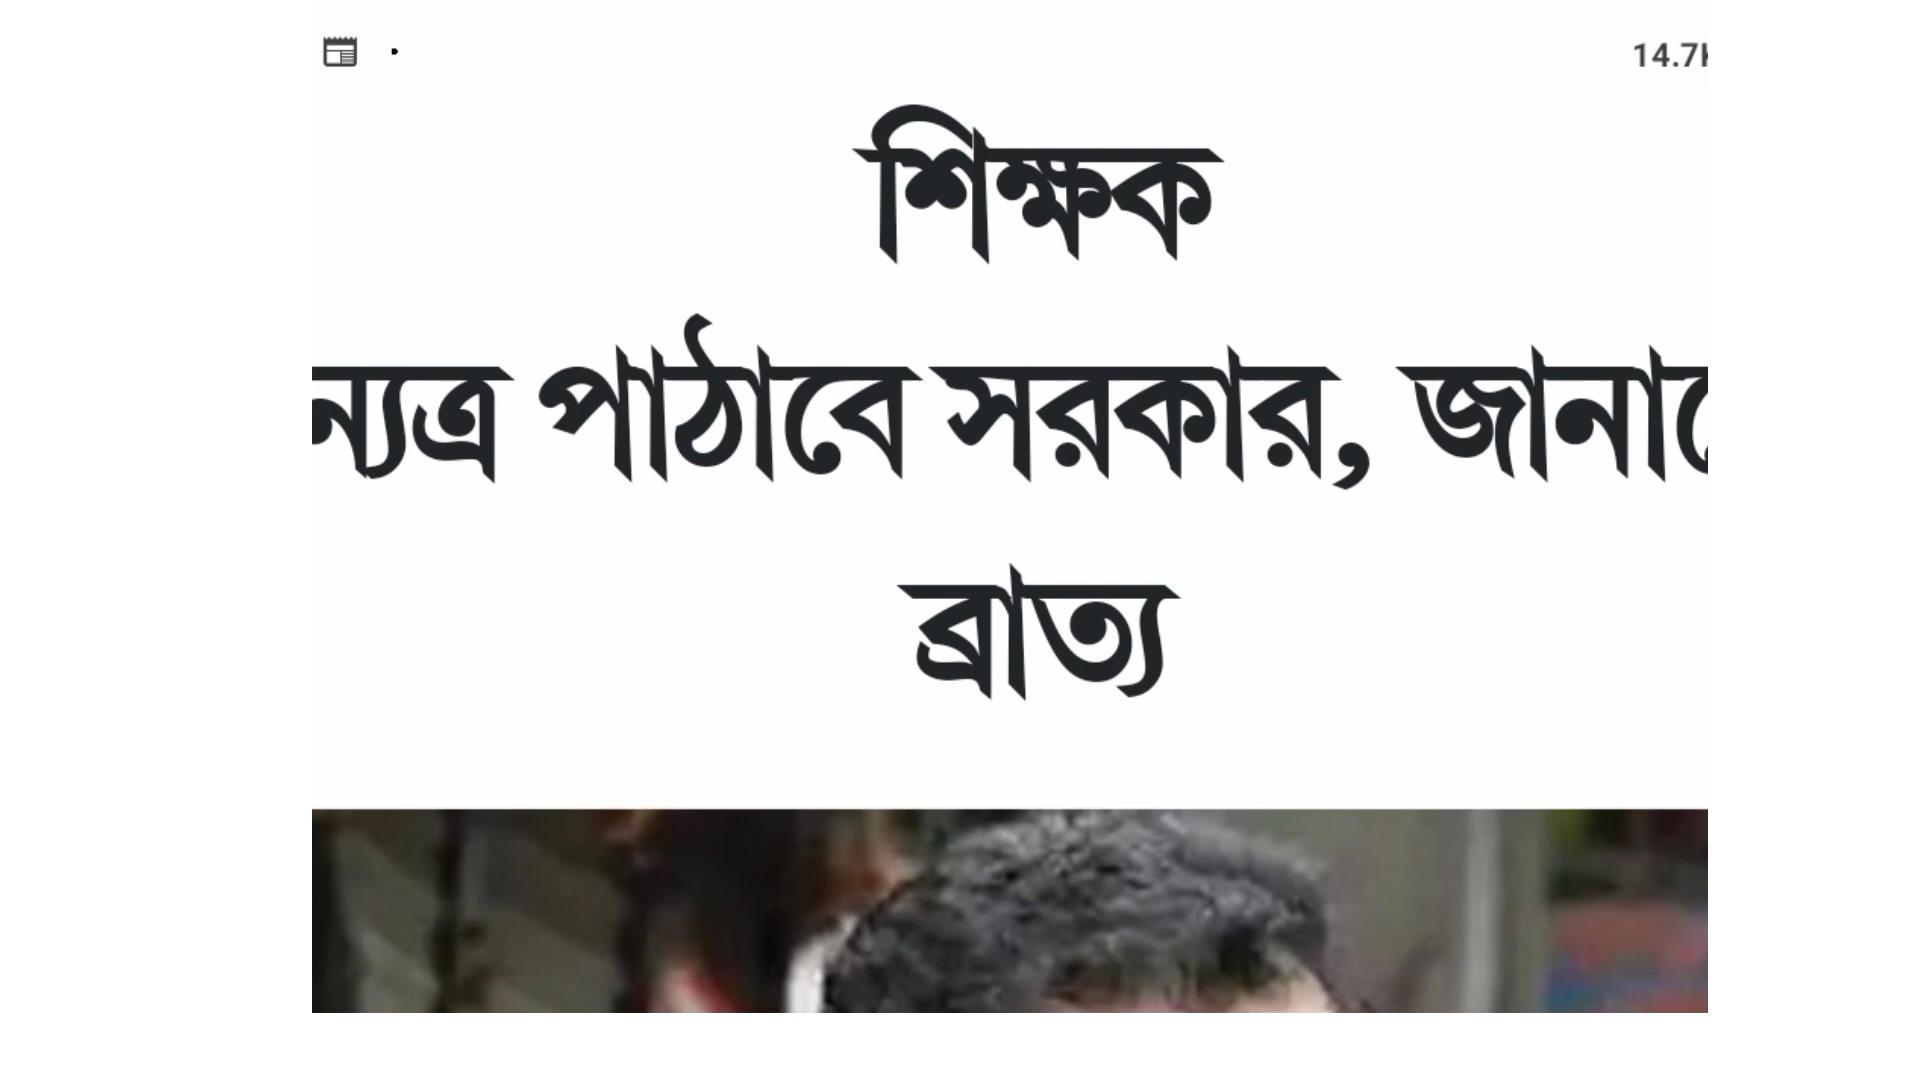 14.7
শিক্ষক
ন্যত্র পাঠাবে সরকার, জানা
ব্রাত্য